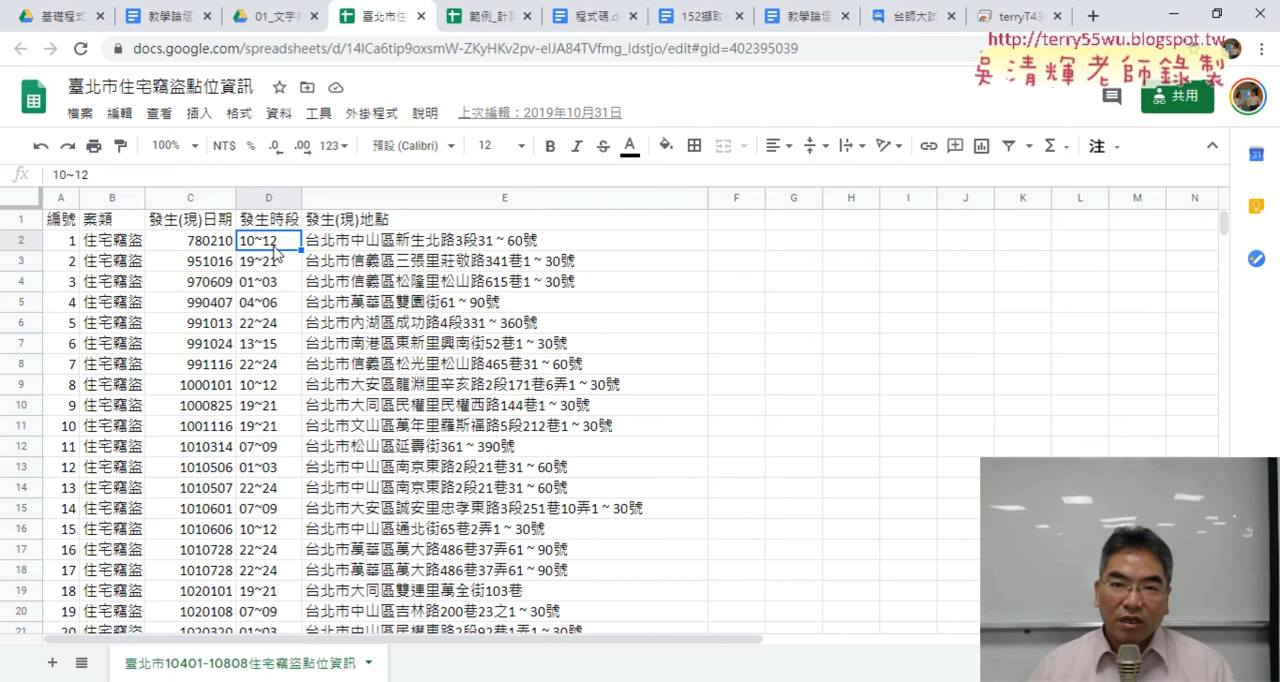 基礎程式
教學論壇
01_文字
臺北市住
範例_計
程式碼.d
152擷取
教學論壇
台師大試
terryT43
docs.google.com/spreadsheets/d/14lCa6tip9oxsmW-ZKyHKv2pv-elJA84TVfmg_ldstjo/edit#gid=402395039
http://terry55wu.blogspot.tw
吳清輝老師錄製
臺北市住宅竊盜點位資訊
共用
檔案 編輯 查看 插入 格式 資料 工具 外掛程式 說明 上次編輯:2019年10月31日
100% NT$ % .0 .00 123 預設 (Calibri) 12 B I S A 注
fx 10~12
A B C D E F G H I J K L M N
1 編號 案類 發生(現)日期 發生時段 發生(現)地點
2 1 住宅竊盜 780210 10~12 台北市中山區新生北路3段31~60號
3 2 住宅竊盜 951016 19~21 台北市信義區三張里莊敬路341巷1~30號
4 3 住宅竊盜 970609 01~03 台北市信義區松隆里松山路615巷1~30號
5 4 住宅竊盜 990407 04~06 台北市萬華區雙園街61~90號
6 5 住宅竊盜 991013 22~24 台北市內湖區成功路4段331~360號
7 6 住宅竊盜 991024 13~15 台北市南港區東新里興南街52巷1~30號
8 7 住宅竊盜 991116 22~24 台北市信義區松光里松山路465巷31~60號
9 8 住宅竊盜 1000101 10~12 台北市大安區龍淵里辛亥路2段171巷6弄1~30號
10 9 住宅竊盜 1000825 19~21 台北市大同區民權里民權西路144巷1~30號
11 10 住宅竊盜 1001116 19~21 台北市文山區萬年里羅斯福路5段212巷1~30號
12 11 住宅竊盜 1010314 07~09 台北市松山區延壽街361~390號
13 12 住宅竊盜 1010506 01~03 台北市中山區南京東路2段21巷31~60號
14 13 住宅竊盜 1010507 22~24 台北市中山區南京東路2段21巷31~60號
15 14 住宅竊盜 1010601 07~09 台北市大安區誠安里忠孝東路3段251巷10弄1~30號
16 15 住宅竊盜 1010606 10~12 台北市中山區通北街65巷2弄1~30號
17 16 住宅竊盜 1010728 22~24 台北市萬華區萬大路486巷37弄61~90號
18 17 住宅竊盜 1010728 22~24 台北市萬華區萬大路486巷37弄61~90號
19 18 住宅竊盜 1020101 19~21 台北市大同區雙連里萬全街103巷
20 19 住宅竊盜 1020108 07~09 台北市中山區吉林路200巷23之1~30號
21 20 住宅竊盜 1020320 01~03 台北市中山區民權東路2段92巷1弄1~30號
臺北市10401-10808住宅竊盜點位資訊